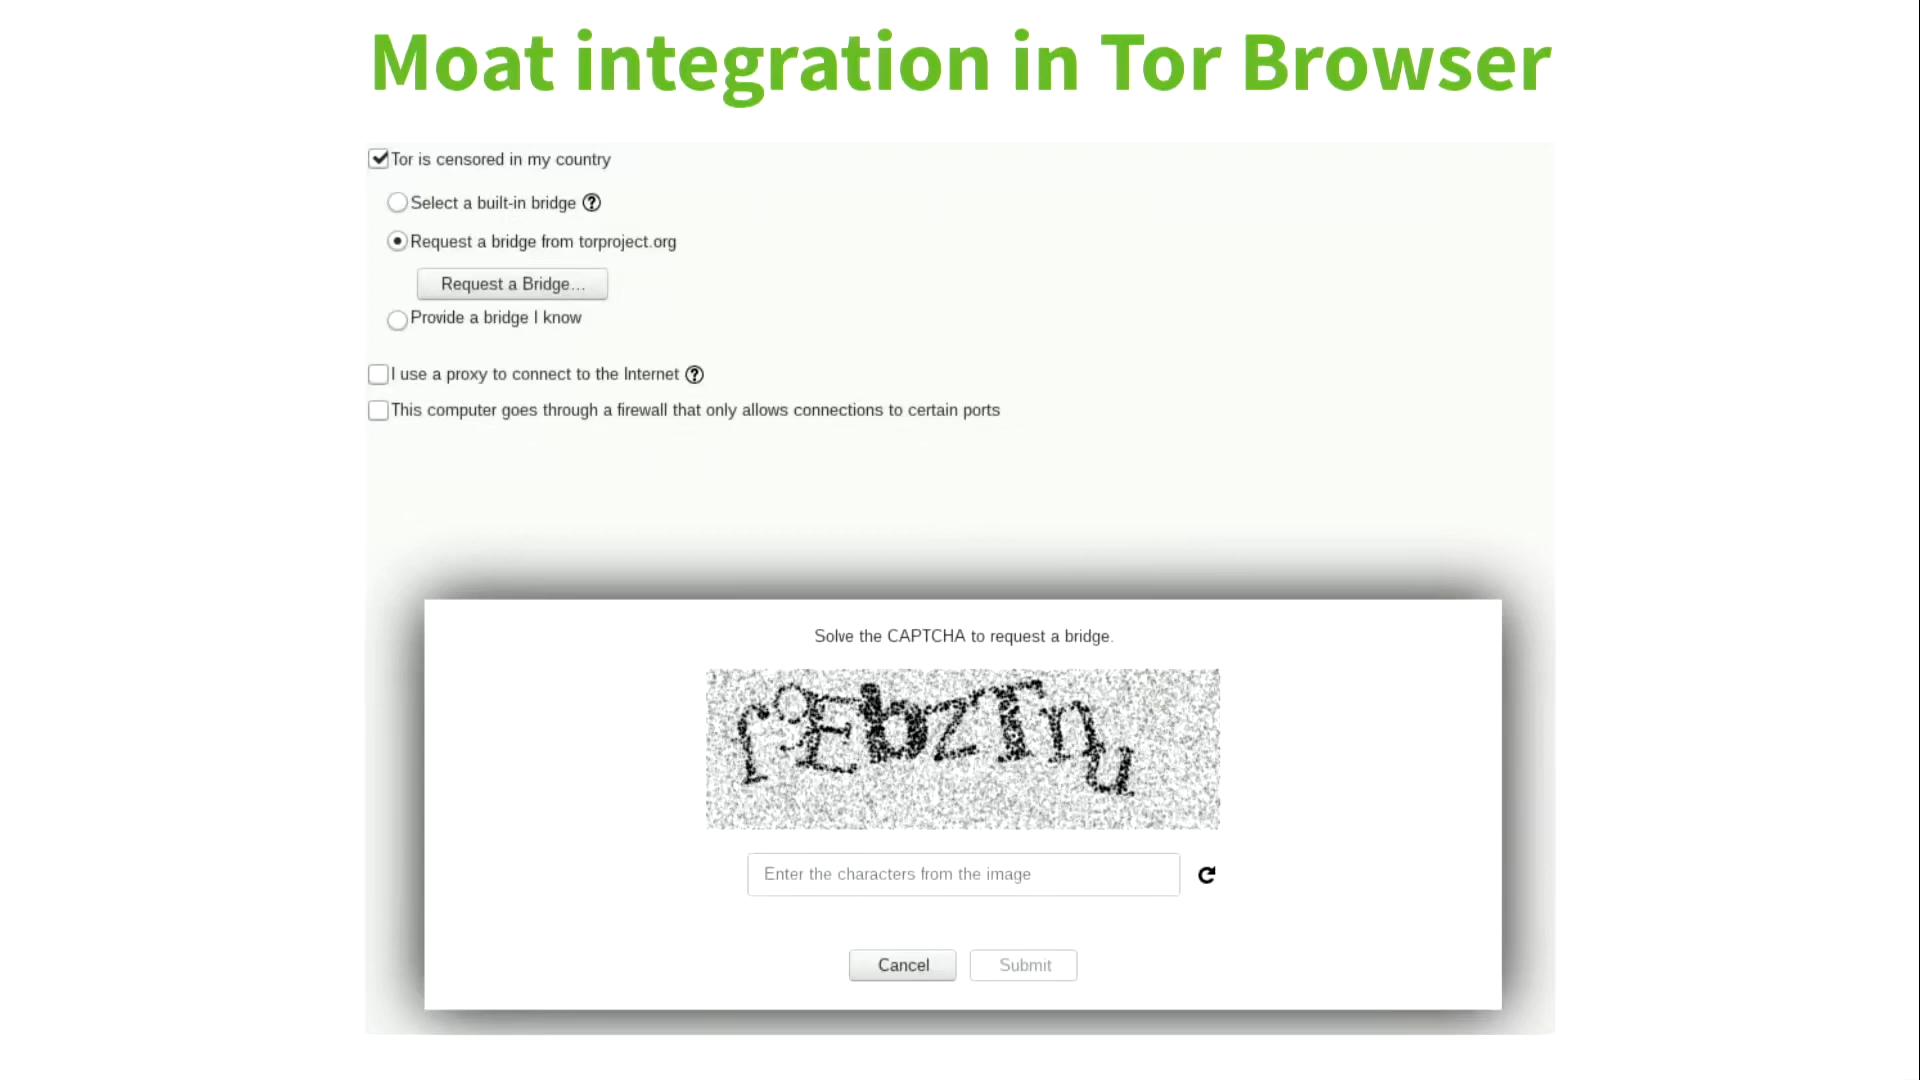 Moat integration in Tor Browser
Tor is censored in my country
Select a built-in bridge ?
Request a bridge from torproject.org
Request a Bridge...
Provide a bridge I know
I use a proxy to connect to the Internet ?
This computer goes through a firewall that only allows connections to certain ports
Solve the CAPTCHA to request a bridge.
Enter the characters from the image
Cancel
Submit